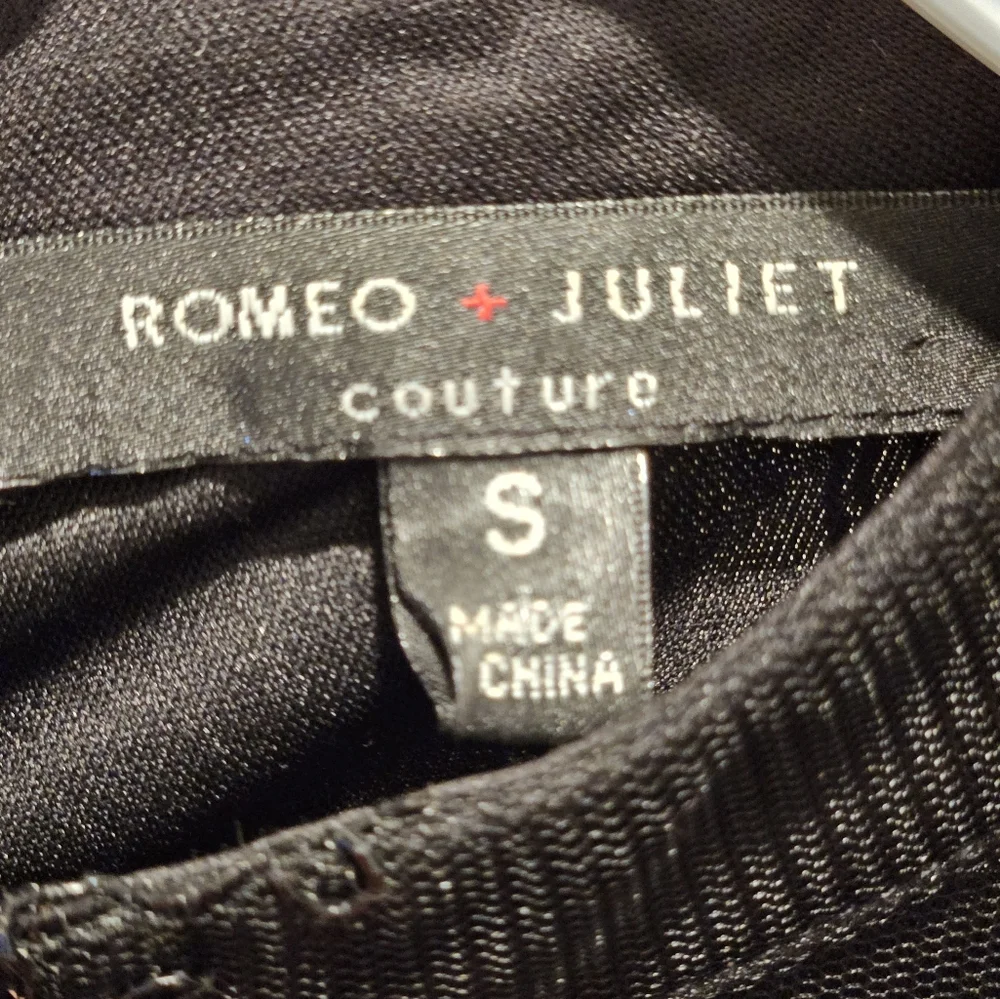 ROMEO + JULIET
couture
S
MADE
CHINA